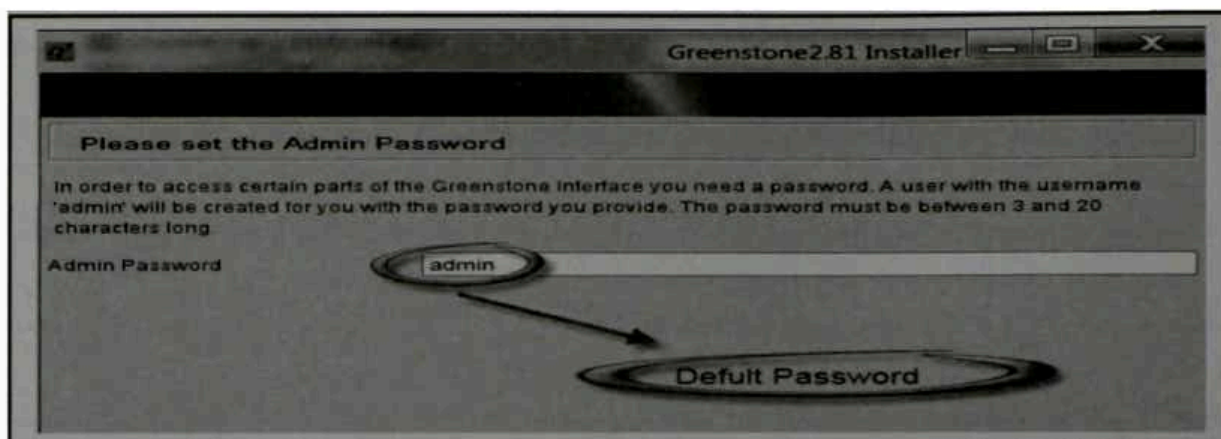 Greenstone2.81 Installer
Please set the Admin Password
In order to access certain parts of the Greenstone Interface you need a password. A user with the username
'admin' will be created for you with the password you provide. The password must be between 3 and 20
characters long
Admin Password
admin
Defult Password